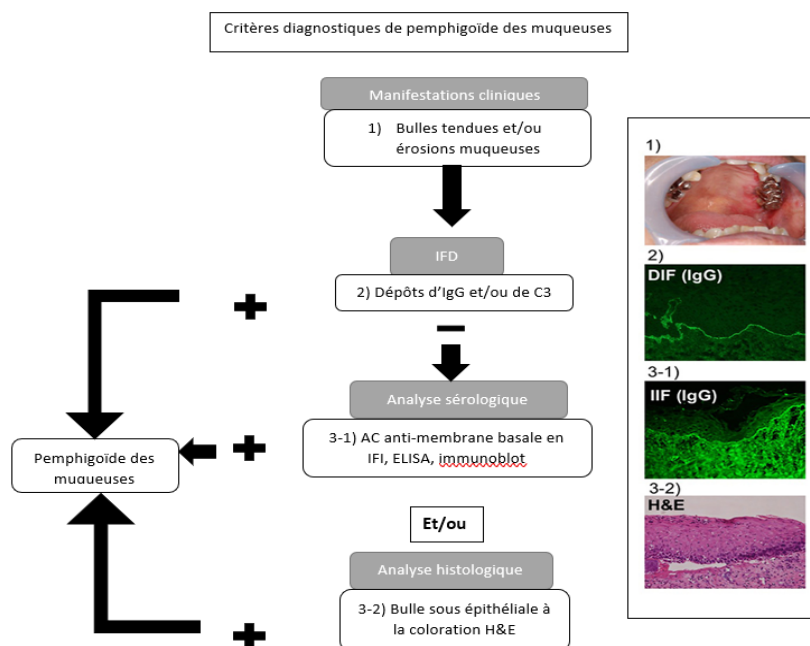 Critères diagnostiques de pemphigoïde des muqueuses
Manifestations cliniques
1) Bulles tendues et/ou
érosions muqueuses
IFD
2) Dépôts d'IgG et/ou de C3
Analyse sérologique
3-1) AC anti-membrane basale en
IFI, ELISA, immunoblot
Pemphigoïde des
muqueuses
Et/ou
Analyse histologique
3-2) Bulle sous épithéliale à
la coloration H&E
1)
2)
DIF (IgG)
3-1)
IIF (IgG)
3-2)
H&E